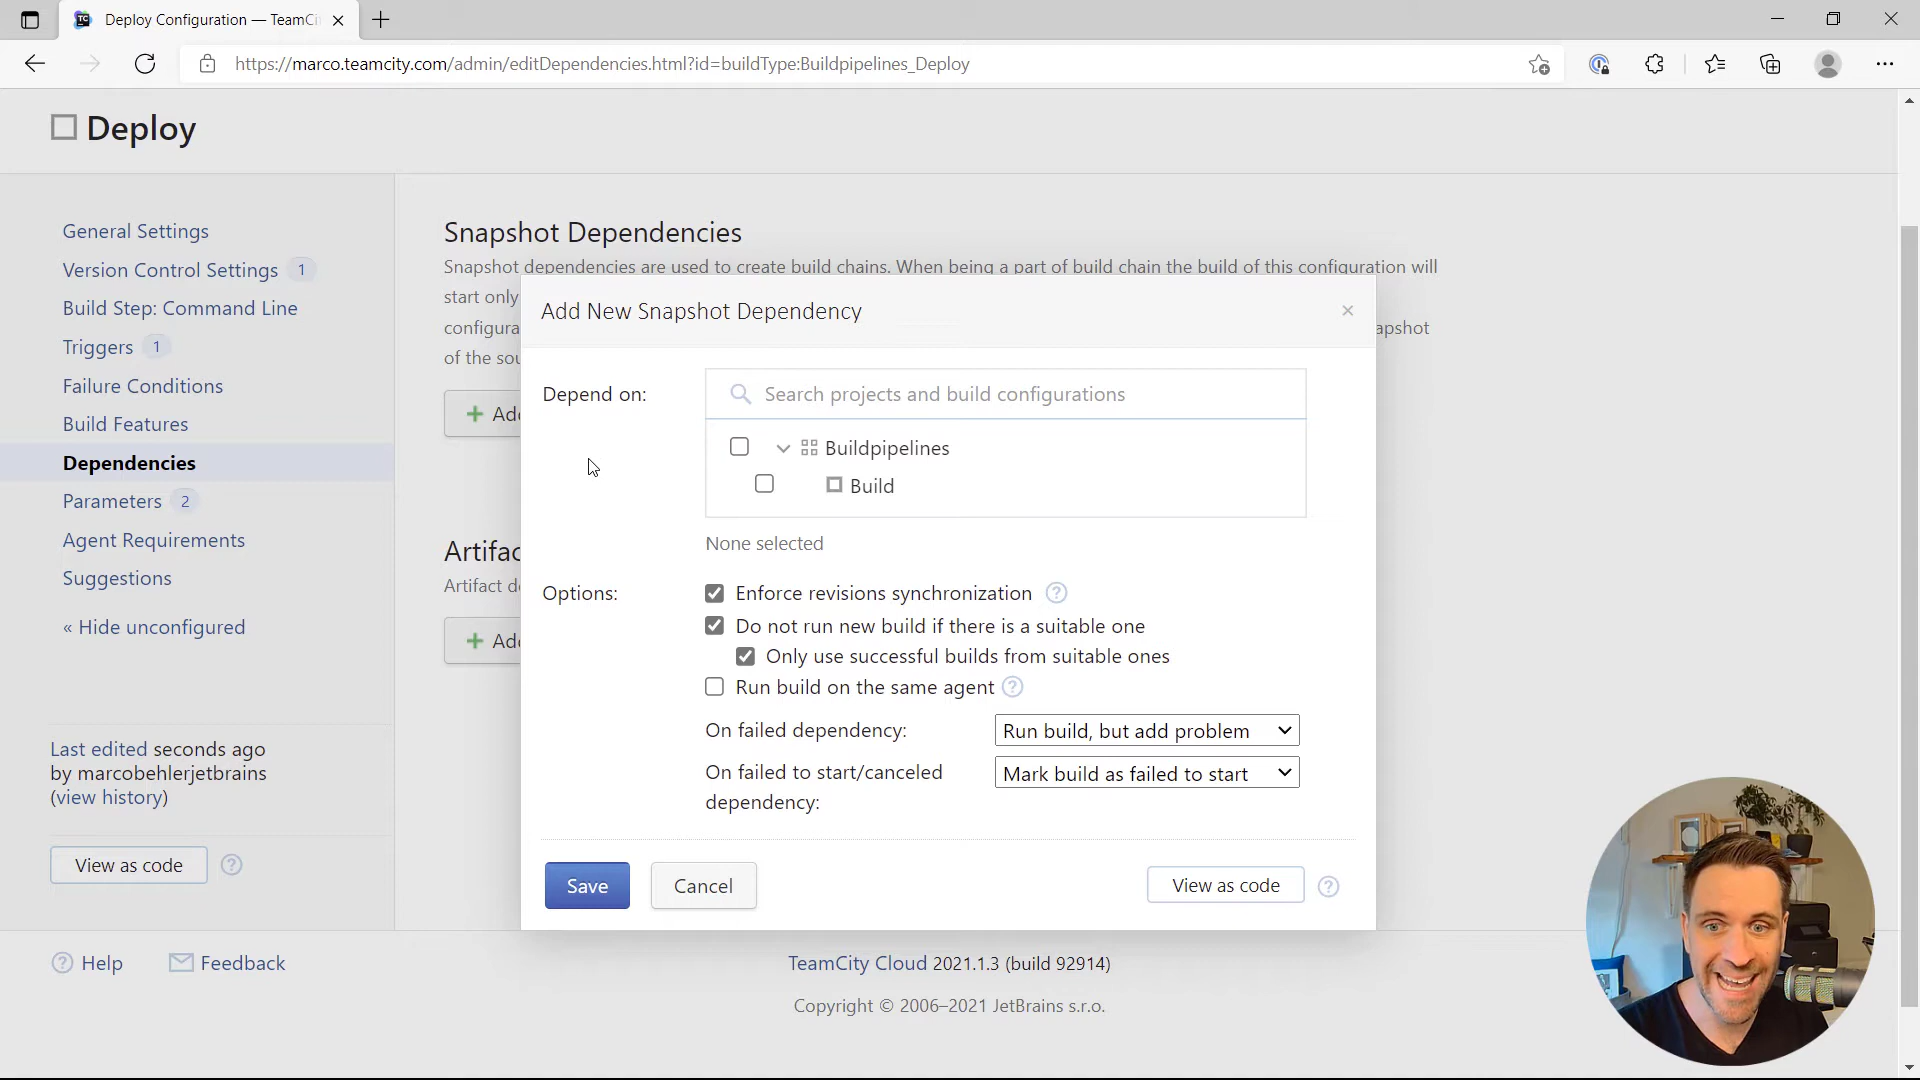 Deploy Configuration — TeamCi
https://marco.teamcity.com/admin/editDependencies.html?id=buildType:Buildpipelines_Deploy
Deploy
General Settings
Version Control Settings 1
Build Step: Command Line
Triggers 1
Failure Conditions
Build Features
Dependencies
Parameters 2
Agent Requirements
Suggestions
« Hide unconfigured
Last edited seconds ago
by marcobehlerjetbrains
(view history)
View as code
Snapshot Dependencies
Snapshot dependencies are used to create build chains. When being a part of build chain the build of this configuration will
start only
configura
apshot
of the sou
Add
Artifac
Artifact d
Add
Add New Snapshot Dependency
Depend on:
Search projects and build configurations
Buildpipelines
Build
None selected
Options:
Enforce revisions synchronization
Do not run new build if there is a suitable one
Only use successful builds from suitable ones
Run build on the same agent
On failed dependency:
Run build, but add problem
On failed to start/canceled
dependency:
Mark build as failed to start
Save
Cancel
View as code
Help
Feedback
TeamCity Cloud 2021.1.3 (build 92914)
Copyright © 2006–2021 JetBrains s.r.o.